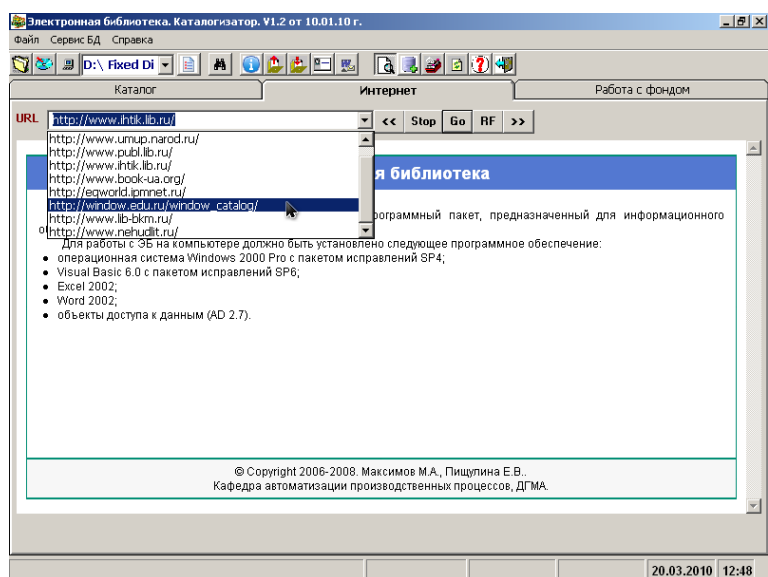 Электронная библиотека. Каталогизатор. V1.2 от 10.01.10 г.
Файл Сервис БД Справка
D:\ Fixed Di
Каталог Интернет Работа с фондом
URL http://www.ihtik.lib.ru/ << Stop Go RF >>
http://www.umup.narod.ru/
http://www.publ.lib.ru/
http://www.ihtik.lib.ru/
http://www.book-ua.org/
http://eqworld.ipmnet.ru/
http://window.edu.ru/window_catalog/
http://www.lib-bkm.ru/
http://www.nehudlit.ru/
я библиотека
рограммный пакет, предназначенный для информационного
Для работы с ЭБ на компьютере должно быть установлено следующее программное обеспечение:
операционная система Windows 2000 Pro с пакетом исправлений SP4;
Visual Basic 6.0 с пакетом исправлений SP6;
Excel 2002;
Word 2002;
объекты доступа к данным (AD 2.7).
© Copyright 2006-2008. Максимов М.А., Пищулина Е.В..
Кафедра автоматизации производственных процессов, ДГМА.
20.03.2010 12:48